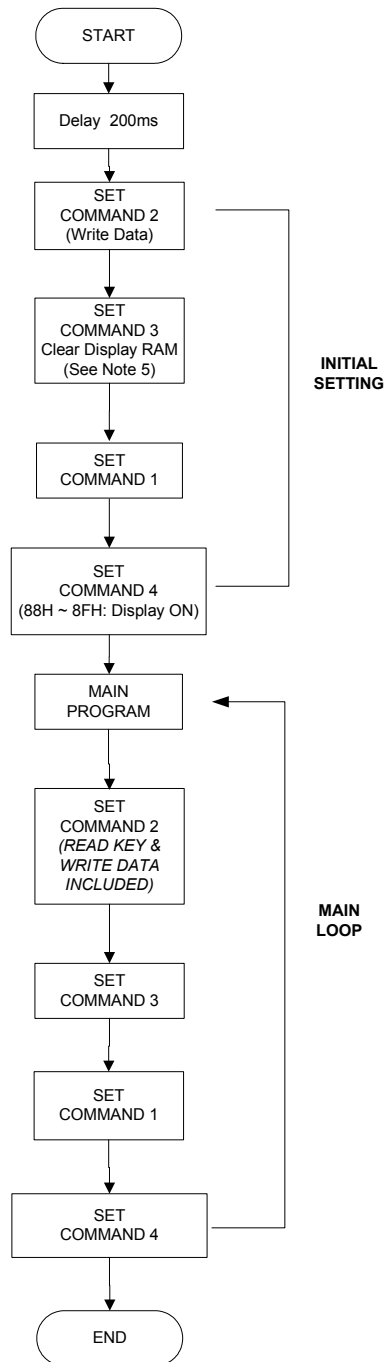 START
Delay 200ms
SET
COMMAND 2
(Write Data)
SET
COMMAND 3
Clear Display RAM
(See Note 5)
INITIAL
SETTING
SET
COMMAND 1
SET
COMMAND 4
(88H ~ 8FH: Display ON)
MAIN
PROGRAM
SET
COMMAND 2
(READ KEY &
WRITE DATA
INCLUDED)
MAIN
LOOP
SET
COMMAND 3
SET
COMMAND 1
SET
COMMAND 4
END